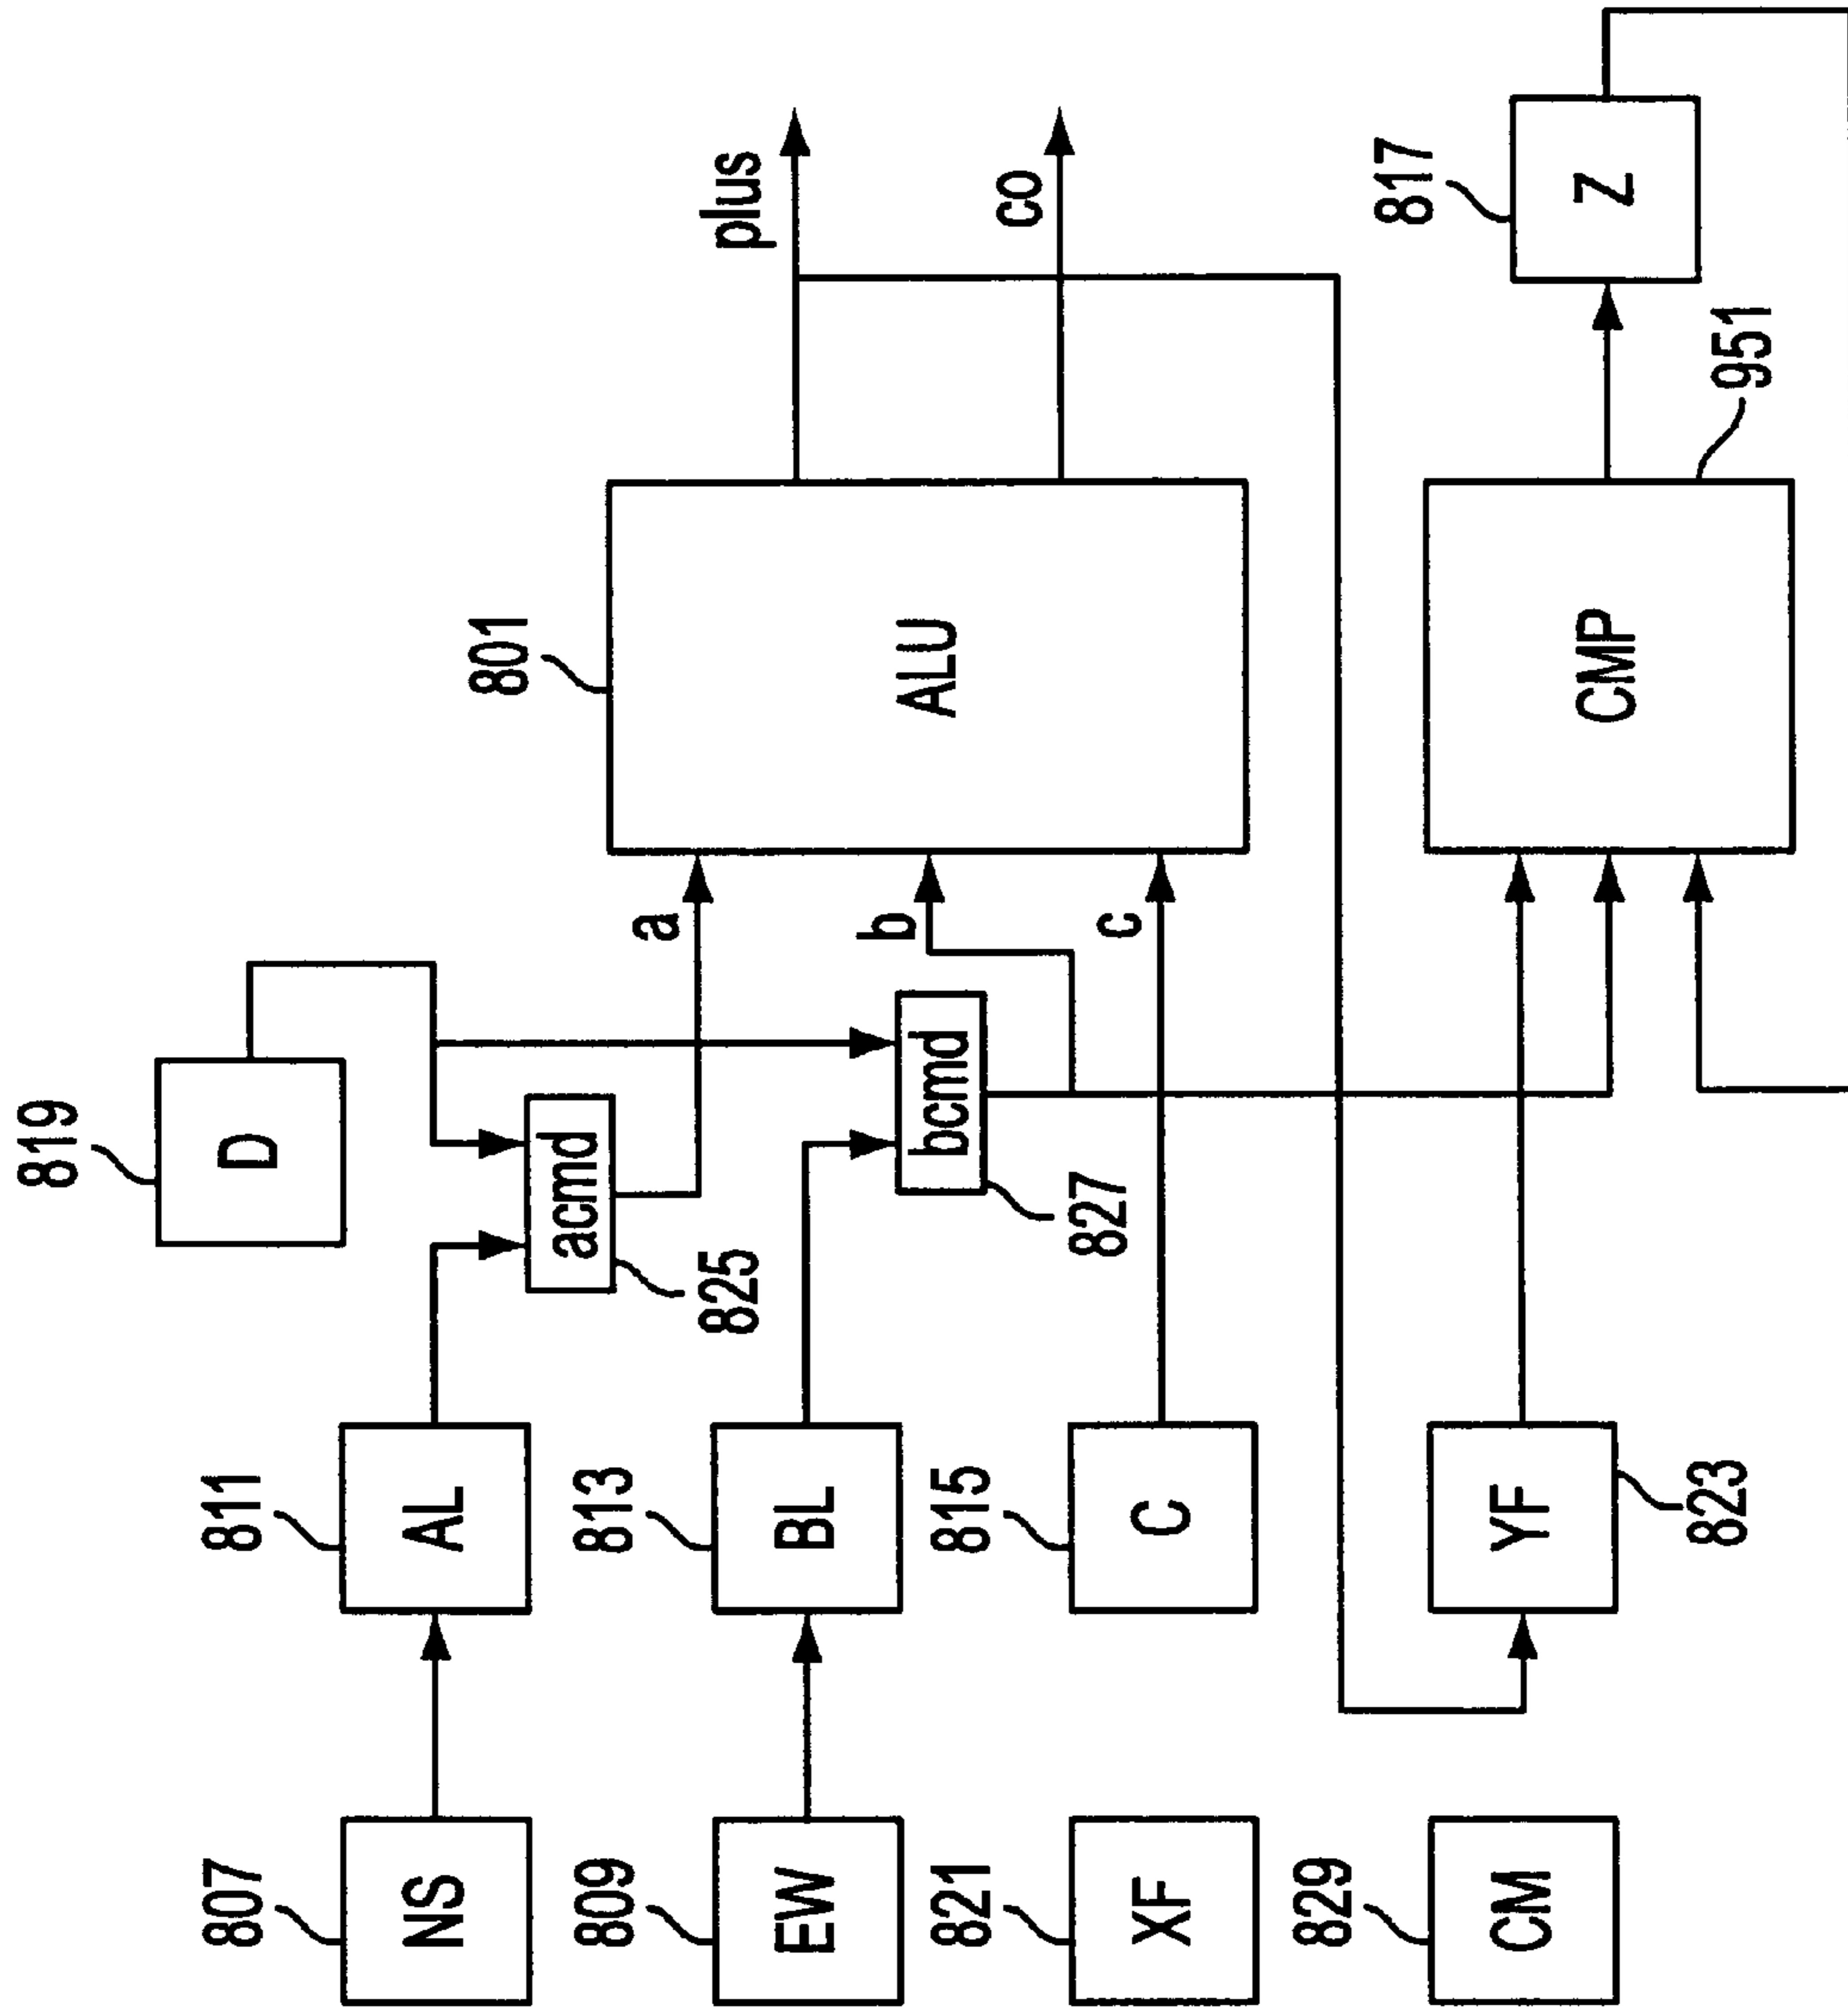 819
D
807
NS
811
AL
acmd
825
a
801
ALU
plus
co
809
EW
813
BL
bcmd
827
b
821
XF
815
C
c
829
CM
YF
823
CMP
951
817
Z